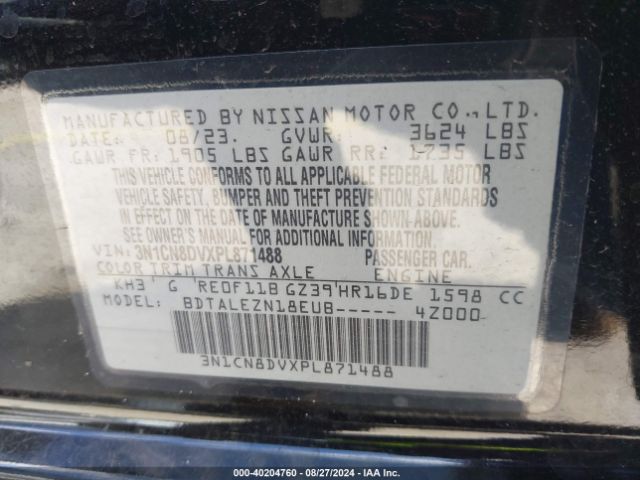 MANUFACTURED BY NISSAN MOTOR CO., LTD.
DATE: 08/23. GVWR: 3624 LBS
GAWR FR: 1905 LBS GAWR RR: 1735 LBS
THIS VEHICLE CONFORMS TO ALL APPLICABLE FEDERAL MOTOR
VEHICLE SAFETY, BUMPER AND THEFT PREVENTION STANDARDS
IN EFFECT ON THE DATE OF MANUFACTURE SHOWN ABOVE.
SEE OWNER'S MANUAL FOR ADDITIONAL INFORMATION
VIN: 3N1CN8DVXPL871488 PASSENGER CAR.
COLOR TRIM TRANS AXLE ENGINE
KH3 G RE0F11B GZ39 HR16DE 1598 CC
MODEL: BDTALEZN18EUB----- 4Z000
3N1CN8DVXPL871488
000-40204760 - 08/27/2024 - IAA Inc.